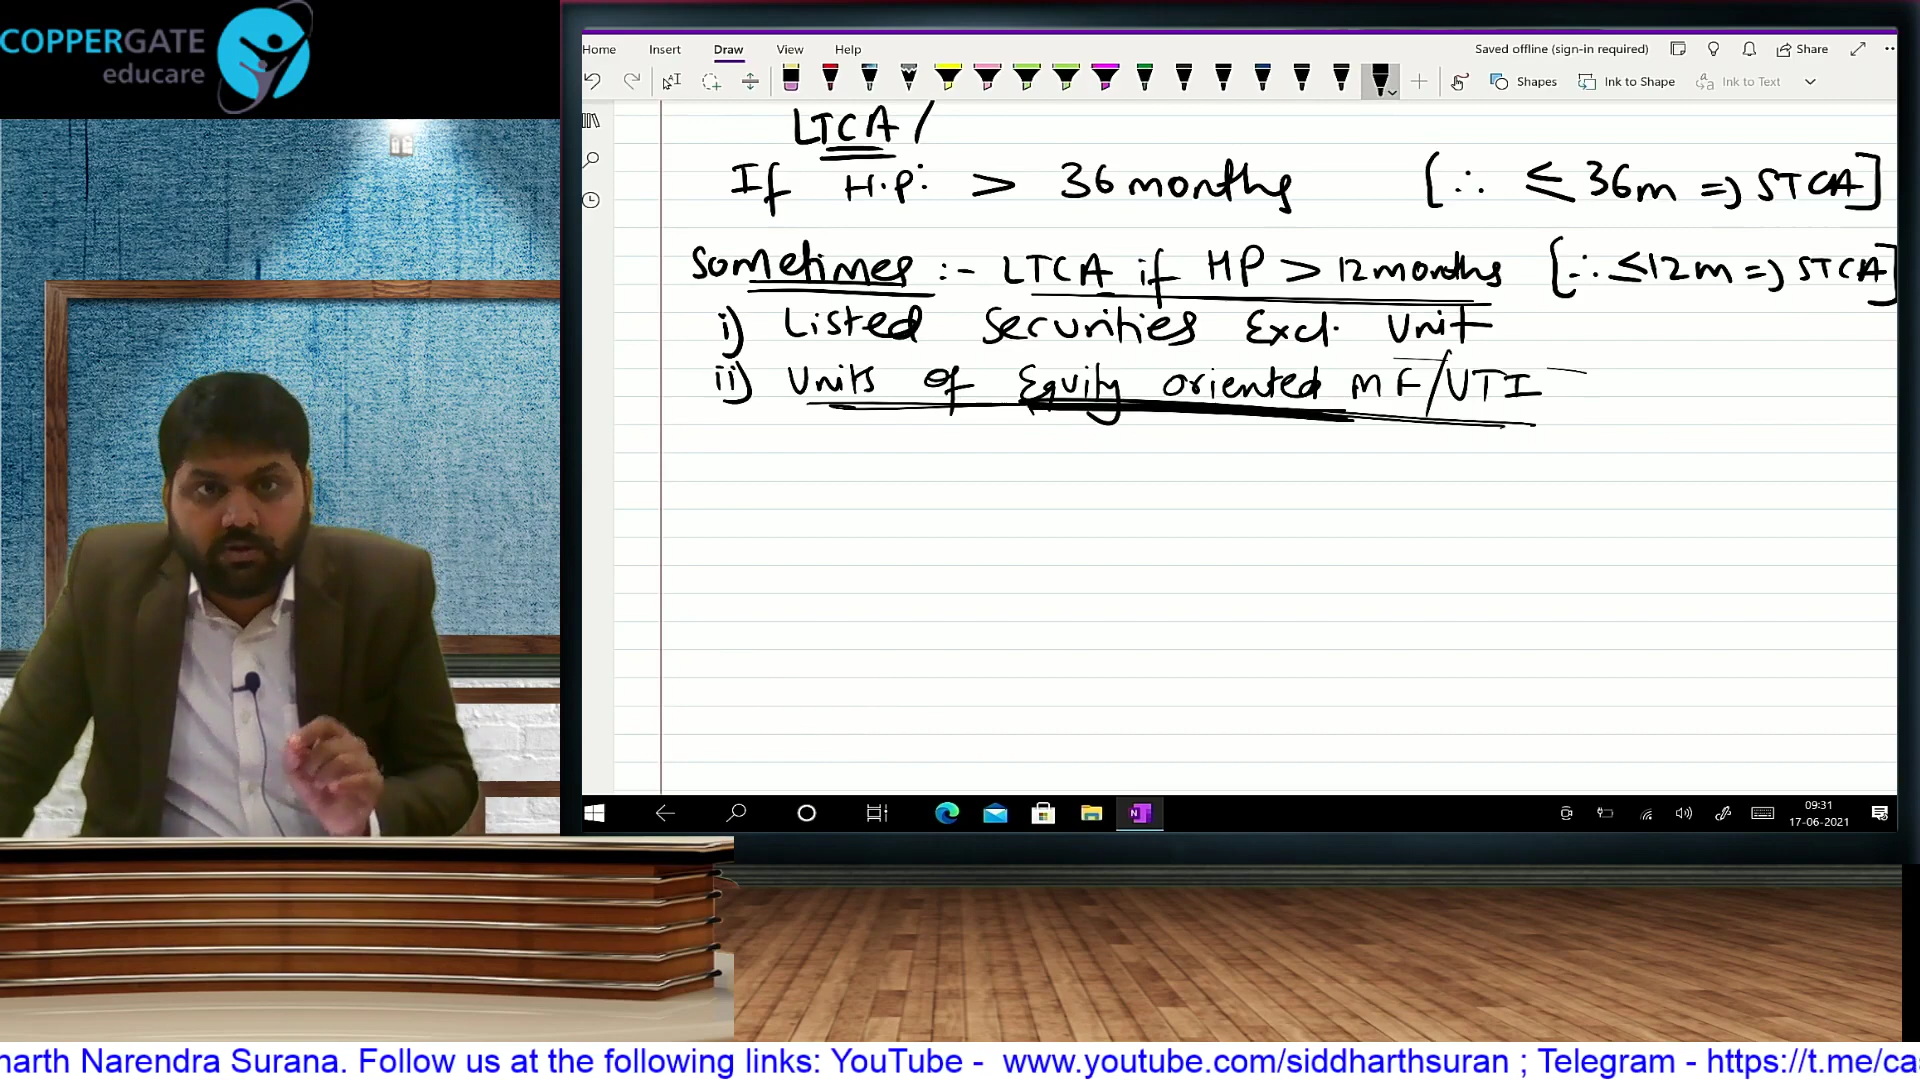 COPPERGATE
educare
Home Insert Draw View Help
Saved offline (sign-in required) Share
Shapes Ink to Shape Ink to Text
LTCA /
If H.P. > 36 months [∴ ≤ 36m => STCA]
Sometimes :- LTCA if HP > 12 months [∴ ≤ 12m => STCA]
i) Listed Securities Excl. Unit
ii) Units of Equity oriented MF/UTI
09:31
17-06-2021
harth Narendra Surana. Follow us at the following links: YouTube - www.youtube.com/siddharthsuran ; Telegram - https://t.me/ca